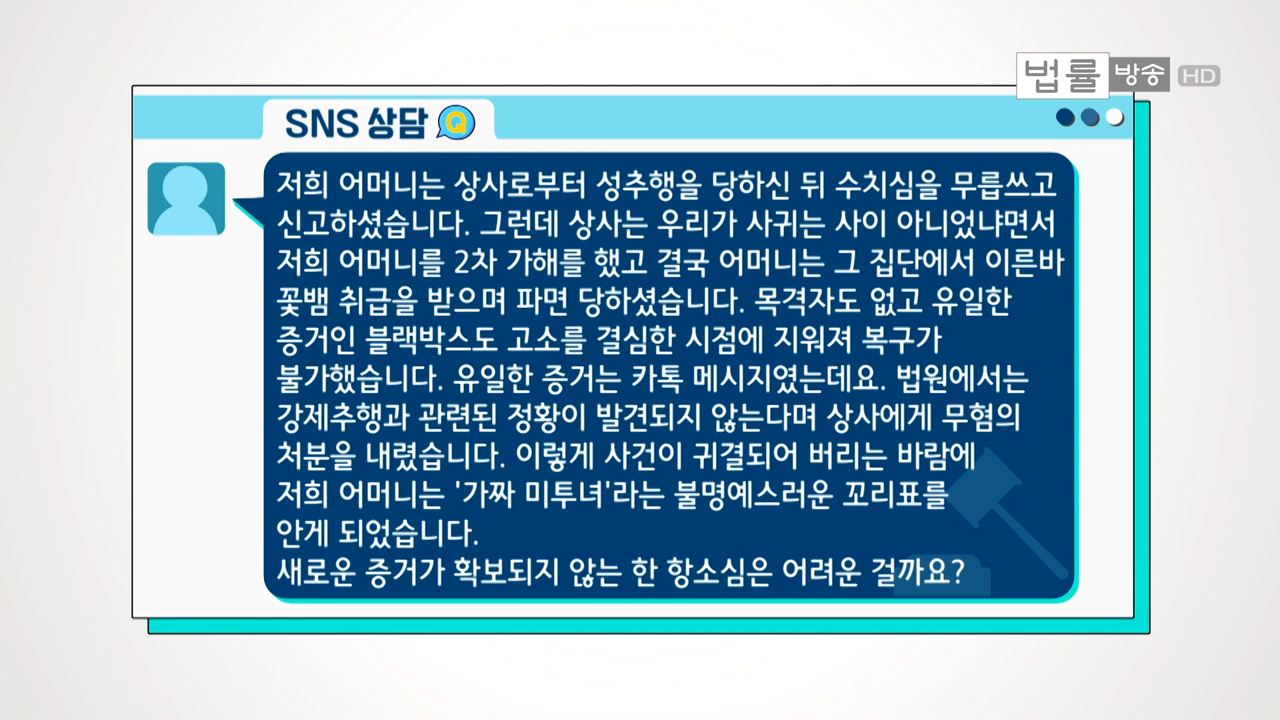 법률방송 HD
SNS 상담 Q
저희 어머니는 상사로부터 성추행을 당하신 뒤 수치심을 무릅쓰고
신고하셨습니다. 그런데 상사는 우리가 사귀는 사이 아니었냐면서
저희 어머니를 2차 가해를 했고 결국 어머니는 그 집단에서 이른바
꽃뱀 취급을 받으며 파면 당하셨습니다. 목격자도 없고 유일한
증거인 블랙박스도 고소를 결심한 시점에 지워져 복구가
불가했습니다. 유일한 증거는 카톡 메시지였는데요. 법원에서는
강제추행과 관련된 정황이 발견되지 않는다며 상사에게 무혐의
처분을 내렸습니다. 이렇게 사건이 귀결되어 버리는 바람에
저희 어머니는 '가짜 미투녀'라는 불명예스러운 꼬리표를
안게 되었습니다.
새로운 증거가 확보되지 않는 한 항소심은 어려운 걸까요?